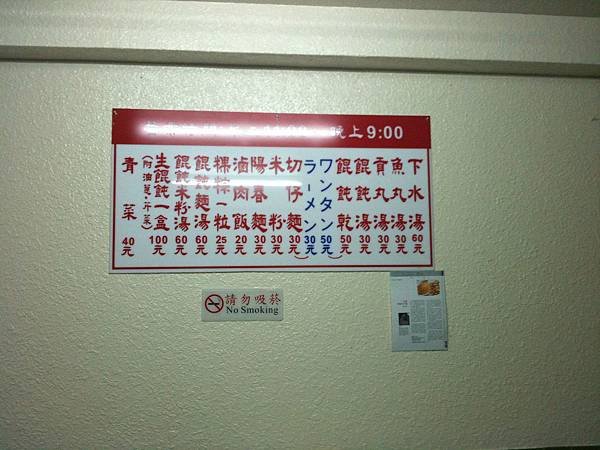 晚上9:00
下水湯 60元
魚丸湯 30元
貢丸湯 30元
餛飩湯 30元
餛飩乾 50元
ワンタン 50元
ラーメン 30元
切仔麵 30元
米粉 30元
陽春麵 30元
滷肉飯 20元
粿粽一粒 25元
餛飩麵湯 60元
餛飩米粉湯 60元
生餛飩一盒 100元
(附油蔥、芹菜)
青菜 40元
請勿吸菸
No Smoking